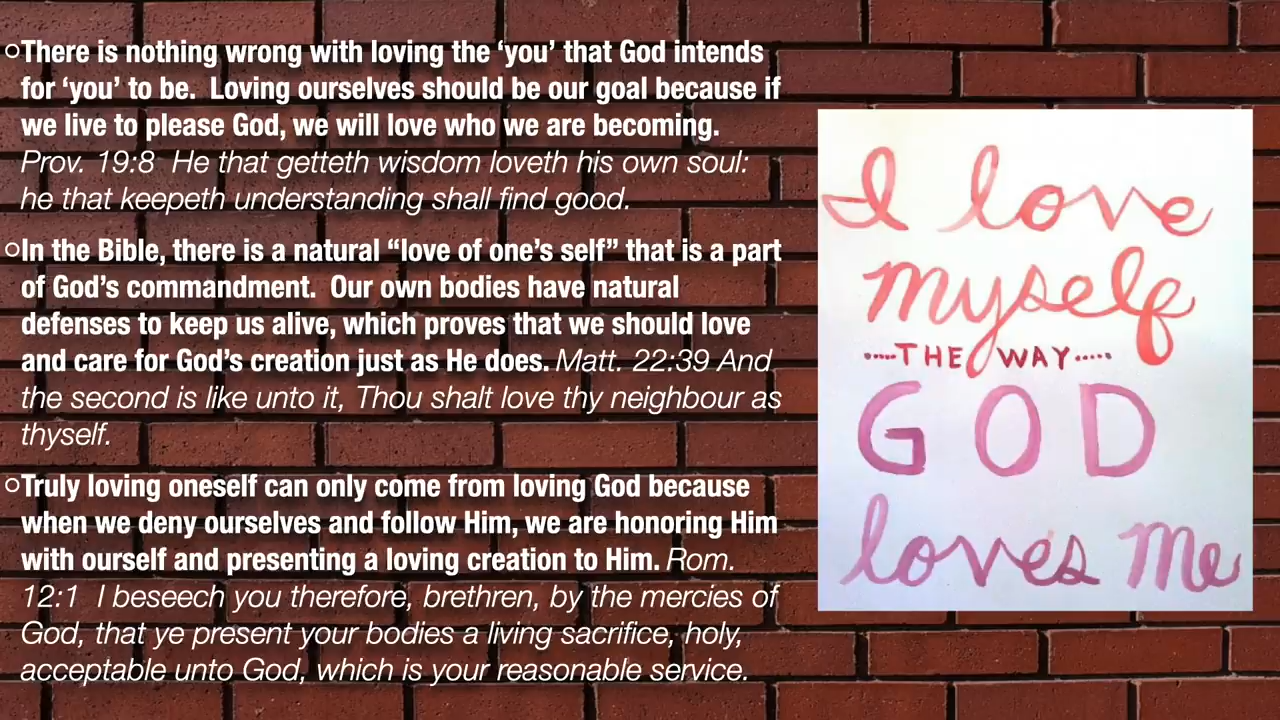 ○There is nothing wrong with loving the ‘you’ that God intends
for ‘you’ to be.  Loving ourselves should be our goal because if
we live to please God, we will love who we are becoming.
Prov. 19:8  He that getteth wisdom loveth his own soul:
he that keepeth understanding shall find good.
○In the Bible, there is a natural “love of one’s self” that is a part
of God’s commandment.  Our own bodies have natural
defenses to keep us alive, which proves that we should love
and care for God’s creation just as He does. Matt. 22:39 And
the second is like unto it, Thou shalt love thy neighbour as
thyself.
○Truly loving oneself can only come from loving God because
when we deny ourselves and follow Him, we are honoring Him
with ourself and presenting a loving creation to Him. Rom.
12:1  I beseech you therefore, brethren, by the mercies of
God, that ye present your bodies a living sacrifice, holy,
acceptable unto God, which is your reasonable service.
I love
myself
THE WAY
GOD
loves me